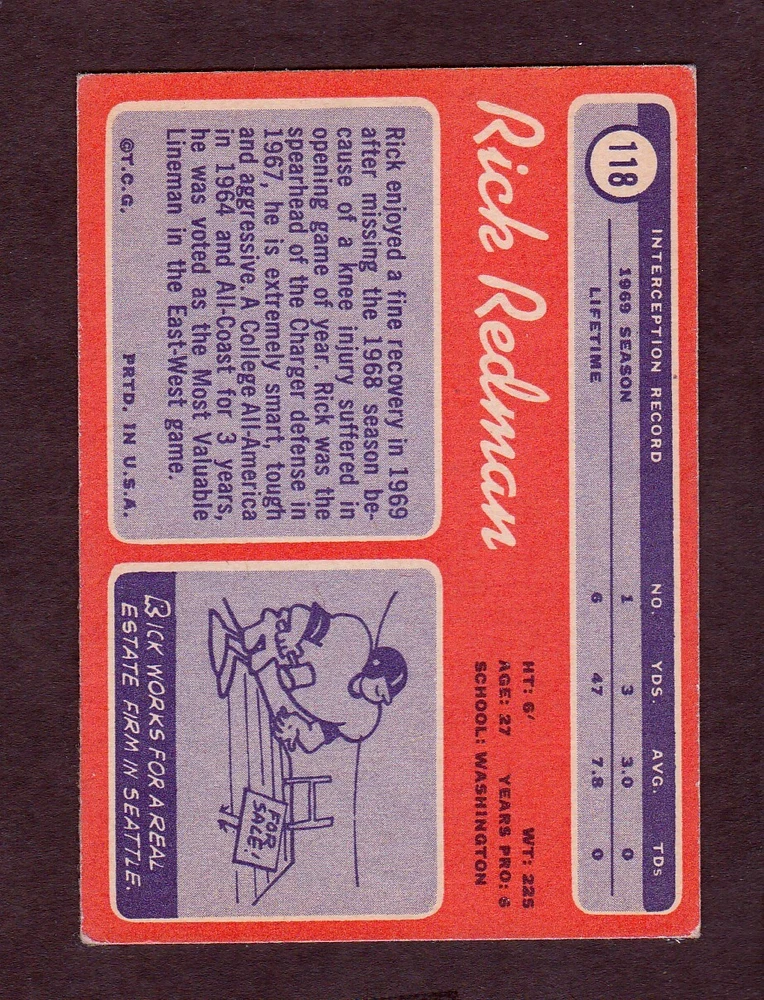 118
INTERCEPTION RECORD NO. YDS. AVG. TDs
1969 SEASON 1 3 3.0 0
LIFETIME 6 47 7.8 0
Rick Redman
HT: 6' WT: 225
AGE: 27 YEARS PRO: 5
SCHOOL: WASHINGTON
Rick enjoyed a fine recovery in 1969
after missing the 1968 season be-
cause of a knee injury suffered in
opening game of year. Rick was the
spearhead of the Charger defense in
1967, he is extremely smart, tough
and aggressive. A College All-America
in 1964 and All-Coast for 3 years,
he was voted as the Most Valuable
Lineman in the East-West game.
©T.C.G. PRTD. IN U.S.A.
FOR
SALE!
RICK WORKS FOR A REAL
ESTATE FIRM IN SEATTLE.